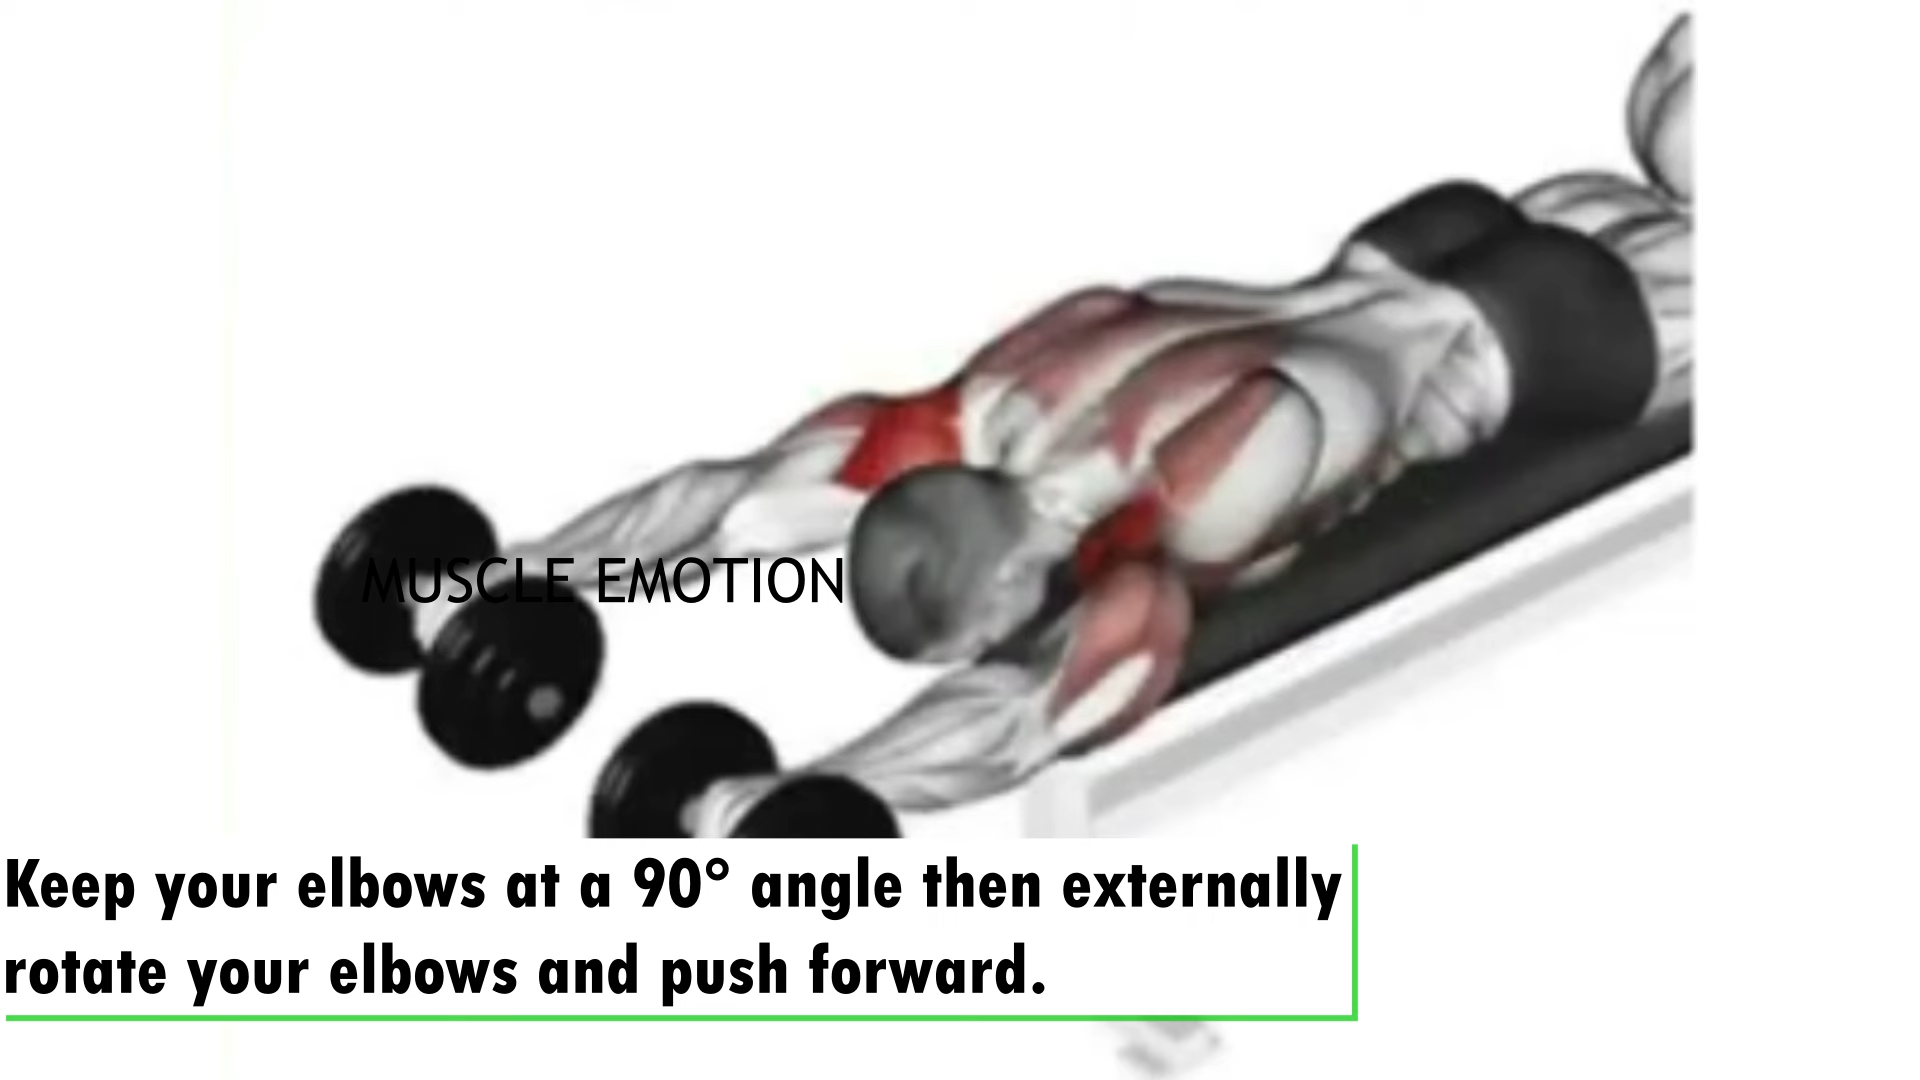 MUSCLE EMOTION
Keep your elbows at a 90° angle then externally
rotate your elbows and push forward.